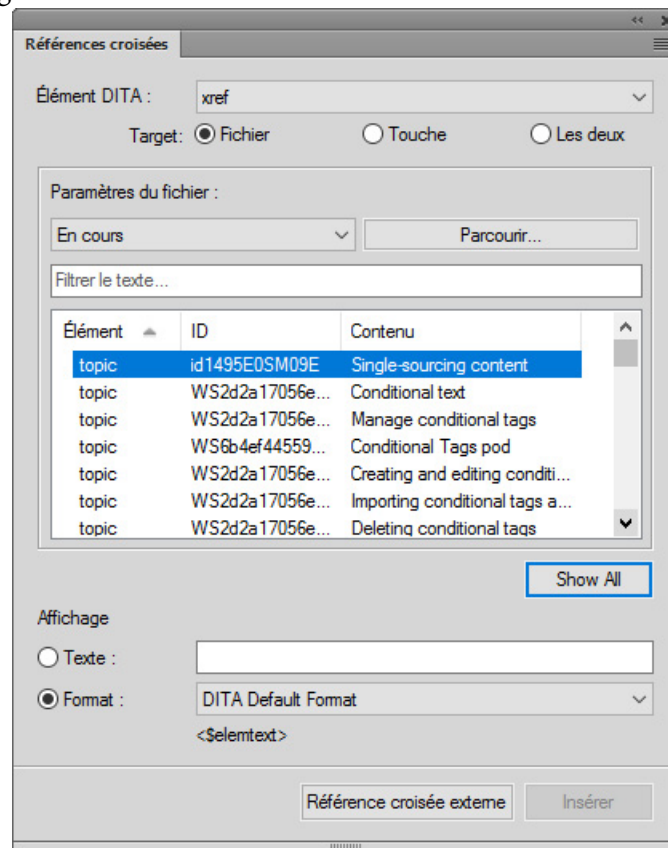 Références croisées
Élément DITA : xref
Target: Fichier Touche Les deux
Paramètres du fichier :
En cours Parcourir...
Filtrer le texte...
Élément ID Contenu
topic id1495E0SM09E Single-sourcing content
topic WS2d2a17056e... Conditional text
topic WS2d2a17056e... Manage conditional tags
topic WS6b4ef44559... Conditional Tags pod
topic WS2d2a17056e... Creating and editing conditi...
topic WS2d2a17056e... Importing conditional tags a...
topic WS2d2a17056e... Deleting conditional tags
Show All
Affichage
Texte :
Format : DITA Default Format
<$elemtext>
Référence croisée externe Insérer